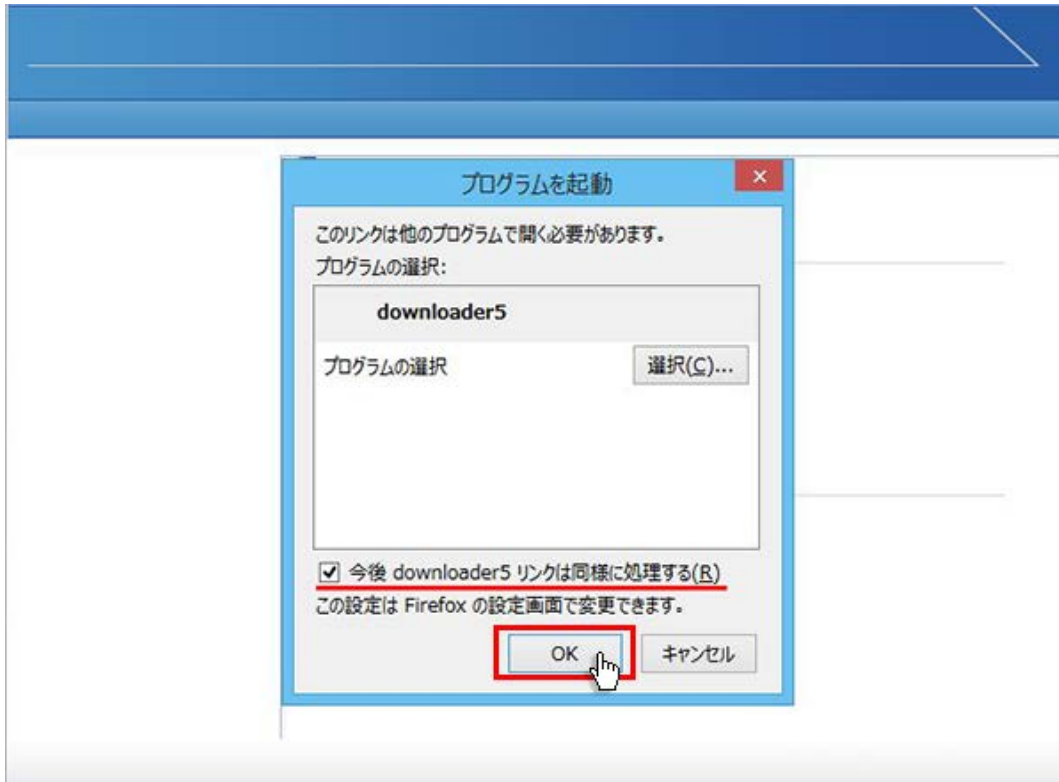 プログラムを起動
このリンクは他のプログラムで開く必要があります。
プログラムの選択:
downloader5
プログラムの選択
選択(C)...
今後 downloader5 リンクは同様に処理する(R)
この設定は Firefox の設定画面で変更できます。
OK
キャンセル